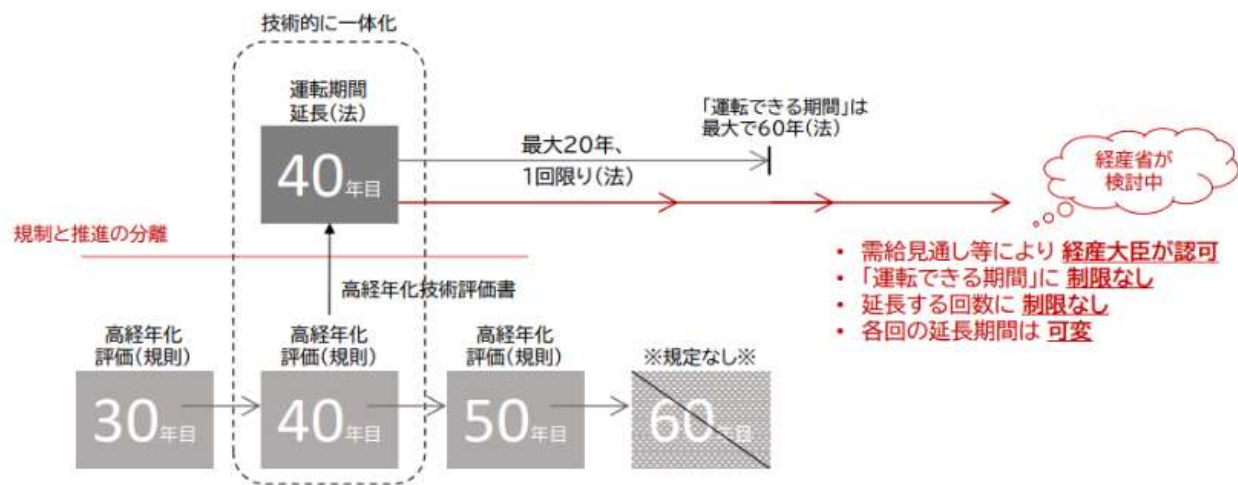 技術的に一体化
運転期間
延長(法)
40年目
最大20年、
1回限り(法)
「運転できる期間」は
最大で60年(法)
経産省が
検討中
規制と推進の分離
• 需給見通し等により 経産大臣が認可
• 「運転できる期間」に 制限なし
• 延長する回数に 制限なし
• 各回の延長期間は 可変
高経年化技術評価書
高経年化
評価(規則)
30年目
高経年化
評価(規則)
40年目
高経年化
評価(規則)
50年目
※規定なし※
60年目